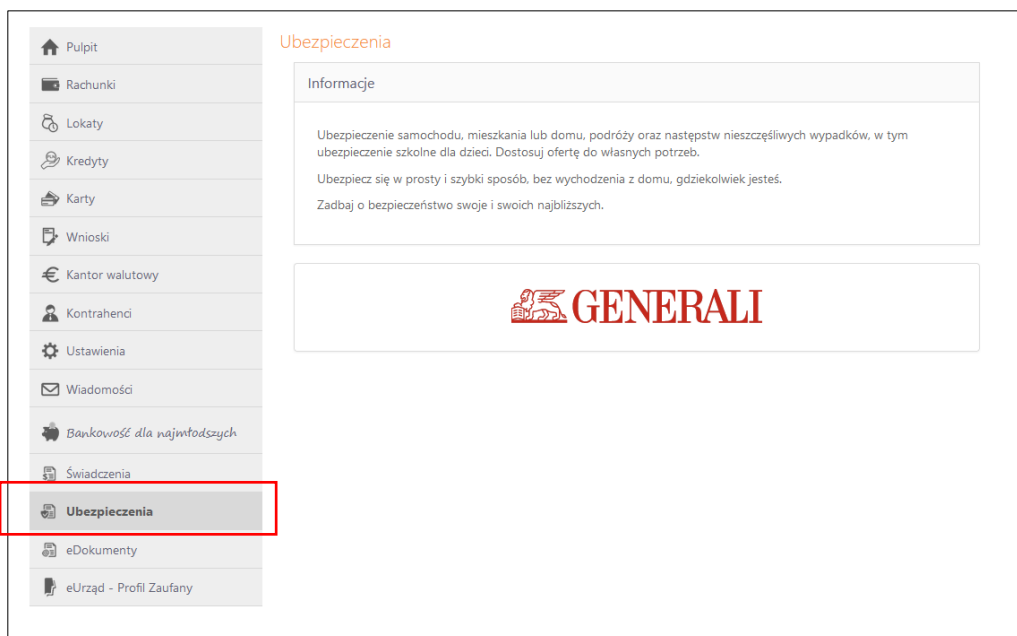 Pulpit
Rachunki
Lokaty
Kredyty
Karty
Wnioski
Kantor walutowy
Kontrahenci
Ustawienia
Wiadomości
Bankowość dla najmłodszych
Świadczenia
Ubezpieczenia
eDokumenty
eUrząd - Profil Zaufany
Ubezpieczenia
Informacje
Ubezpieczenie samochodu, mieszkania lub domu, podróży oraz następstw nieszczęśliwych wypadków, w tym
ubezpieczenie szkolne dla dzieci. Dostosuj ofertę do własnych potrzeb.
Ubezpiecz się w prosty i szybki sposób, bez wychodzenia z domu, gdziekolwiek jesteś.
Zadbaj o bezpieczeństwo swoje i swoich najbliższych.
GENERALI